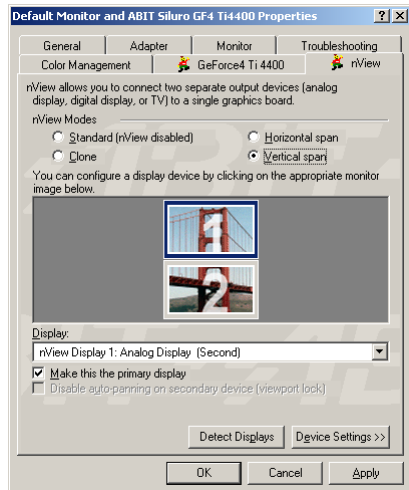 Default Monitor and ABIT Siluro GF4 Ti4400 Properties
General Adapter Monitor Troubleshooting
Color Management GeForce4 Ti 4400 nView
nView allows you to connect two separate output devices (analog
display, digital display, or TV) to a single graphics board.
nView Modes
Standard (nView disabled) Horizontal span
Clone Vertical span
You can configure a display device by clicking on the appropriate monitor
image below.
1
2
Display:
nView Display 1: Analog Display (Second)
Make this the primary display
Disable auto-panning on secondary device (viewport lock)
Detect Displays Device Settings >>
OK Cancel Apply